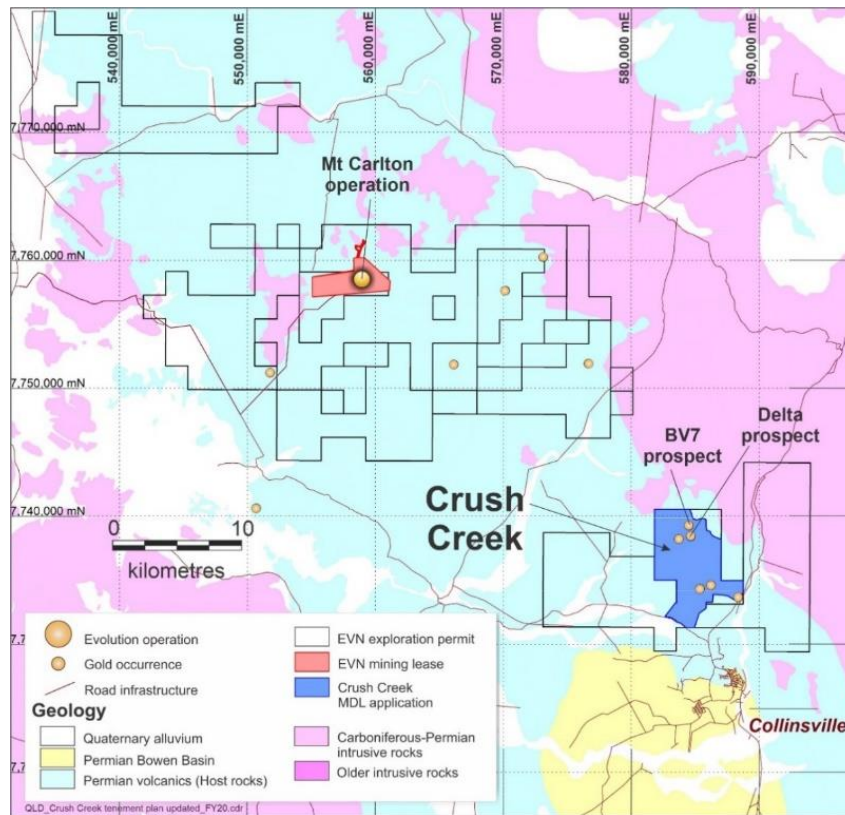 540,000 mE
550,000 mE
560,000 mE
570,000 mE
580,000 mE
590,000 mE
7,770,000 mN
Mt Carlton
operation
7,760,000 mN
7,750,000 mN
Delta
prospect
BV7
prospect
Crush
Creek
7,740,000 mN
0 10
kilometres
Evolution operation
Gold occurrence
Road infrastructure
Geology
Quaternary alluvium
Permian Bowen Basin
Permian volcanics (Host rocks)
EVN exploration permit
EVN mining lease
Crush Creek
MDL application
Carboniferous-Permian
intrusive rocks
Older intrusive rocks
Collinsville
QLD_Crush Creek tenement plan updated_FY20.cdr